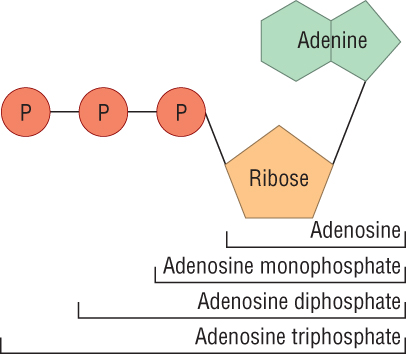 Adenine
P P P
Ribose
Adenosine
Adenosine monophosphate
Adenosine diphosphate
Adenosine triphosphate